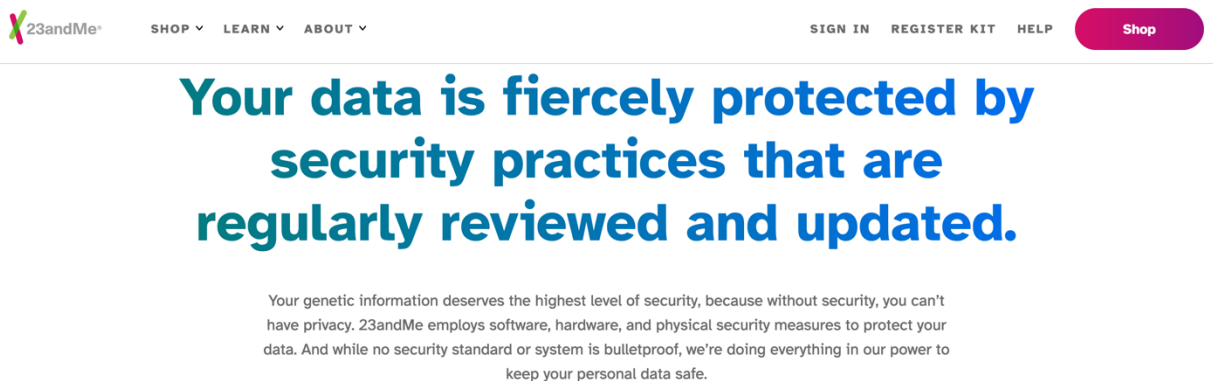 23andMe®
SHOP LEARN ABOUT SIGN IN REGISTER KIT HELP Shop
Your data is fiercely protected by
security practices that are
regularly reviewed and updated.
Your genetic information deserves the highest level of security, because without security, you can’t
have privacy. 23andMe employs software, hardware, and physical security measures to protect your
data. And while no security standard or system is bulletproof, we’re doing everything in our power to
keep your personal data safe.